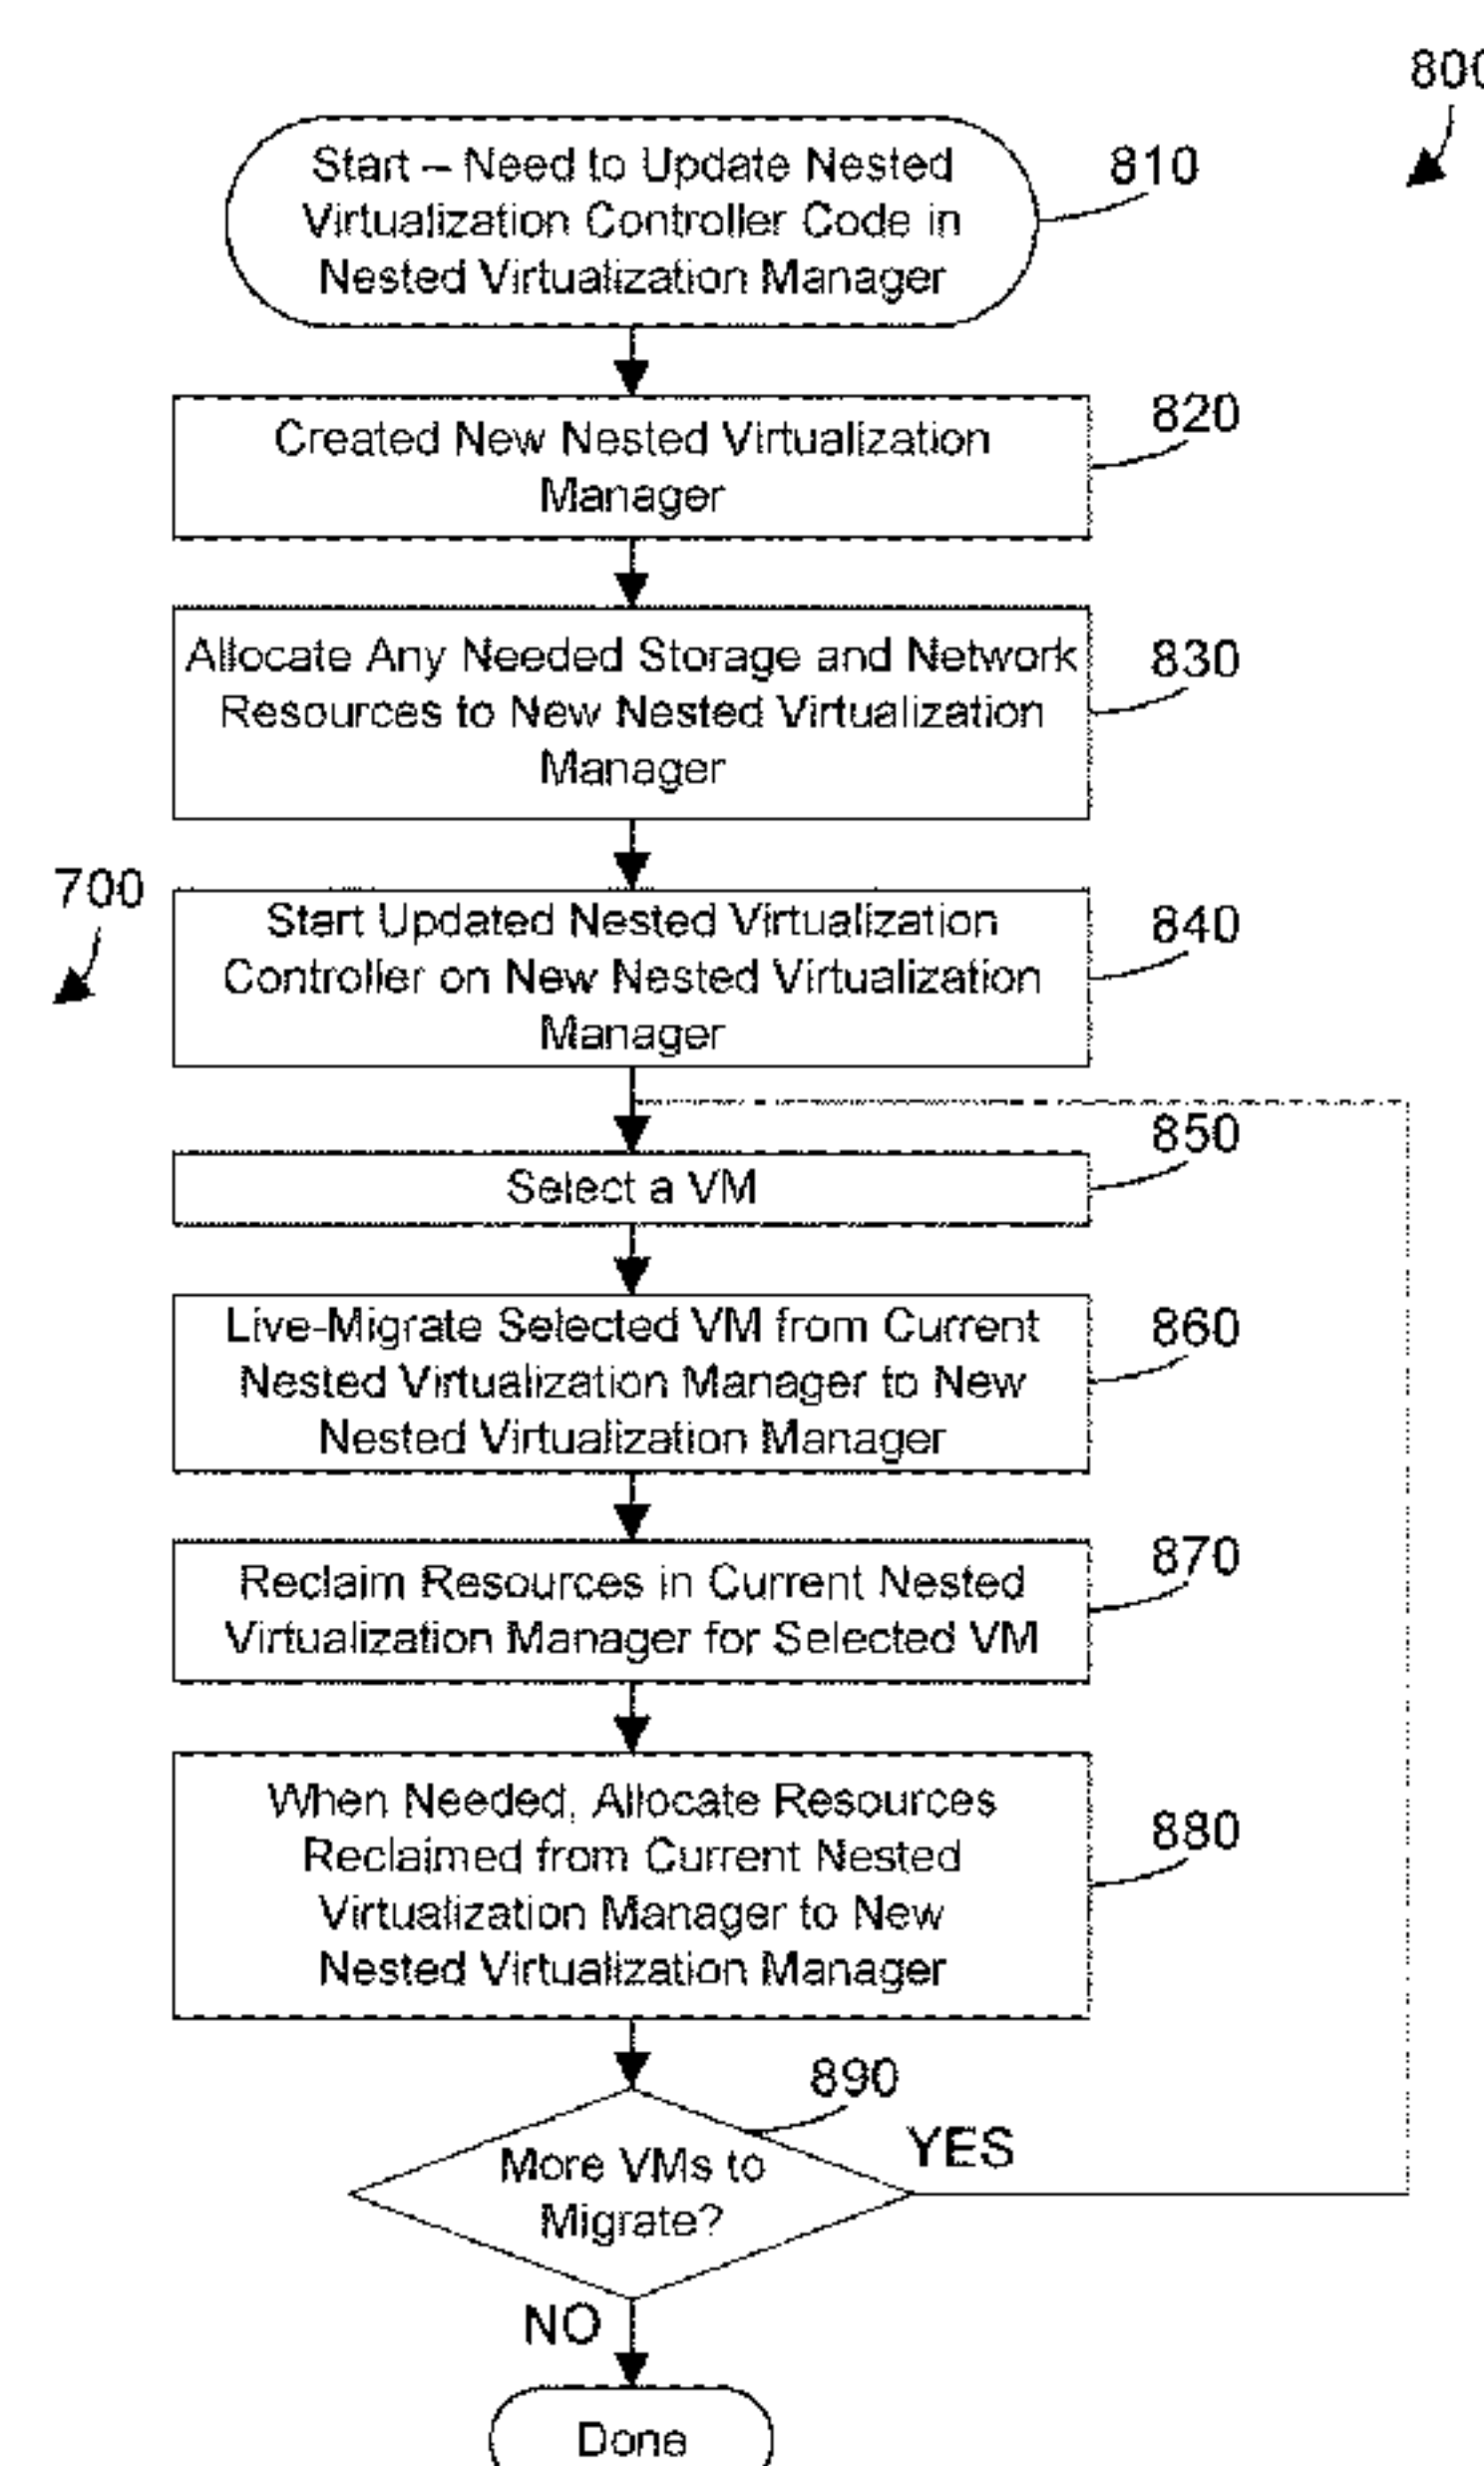 800
Start – Need to Update Nested
Virtualization Controller Code in
Nested Virtualization Manager
810
Created New Nested Virtualization
Manager
820
Allocate Any Needed Storage and Network
Resources to New Nested Virtualization
Manager
830
700
Start Updated Nested Virtualization
Controller on New Nested Virtualization
Manager
840
Select a VM
850
Live-Migrate Selected VM from Current
Nested Virtualization Manager to New
Nested Virtualization Manager
860
Reclaim Resources in Current Nested
Virtualization Manager for Selected VM
870
When Needed, Allocate Resources
Reclaimed from Current Nested
Virtualization Manager to New
Nested Virtualization Manager
880
890
More VMs to
Migrate?
YES
NO
Done